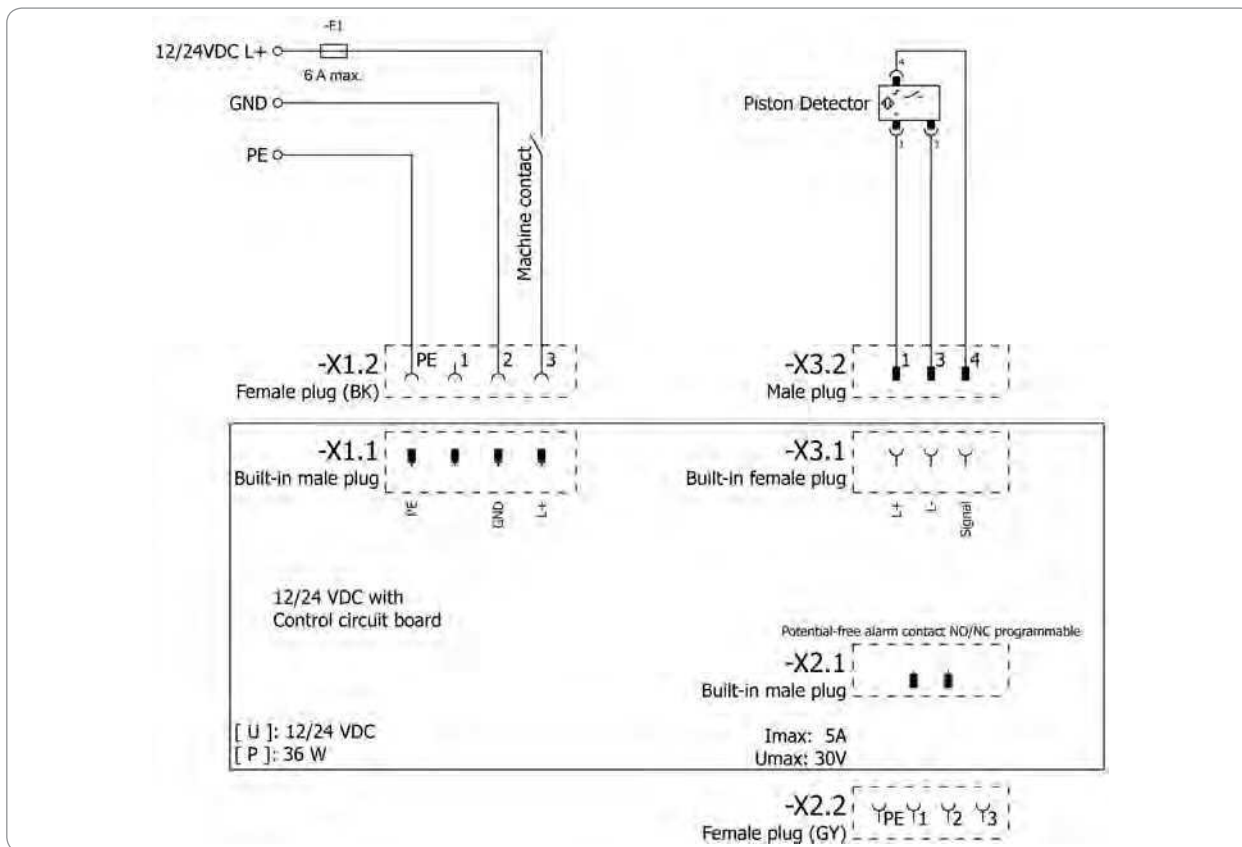 -F1
12/24VDC L+
6 A max.
GND
PE
Machine contact
Piston Detector
4
1
3
-X1.2
PE 1 2 3
Female plug (BK)
-X3.2
1 3 4
Male plug
-X1.1
Built-in male plug
PE
GND
L+
-X3.1
Built-in female plug
L+
L-
Signal
12/24 VDC with
Control circuit board
Potential-free alarm contact NO/NC programmable
-X2.1
Built-in male plug
[ U ]: 12/24 VDC
[ P ]: 36 W
Imax: 5A
Umax: 30V
-X2.2
PE 1 2 3
Female plug (GY)